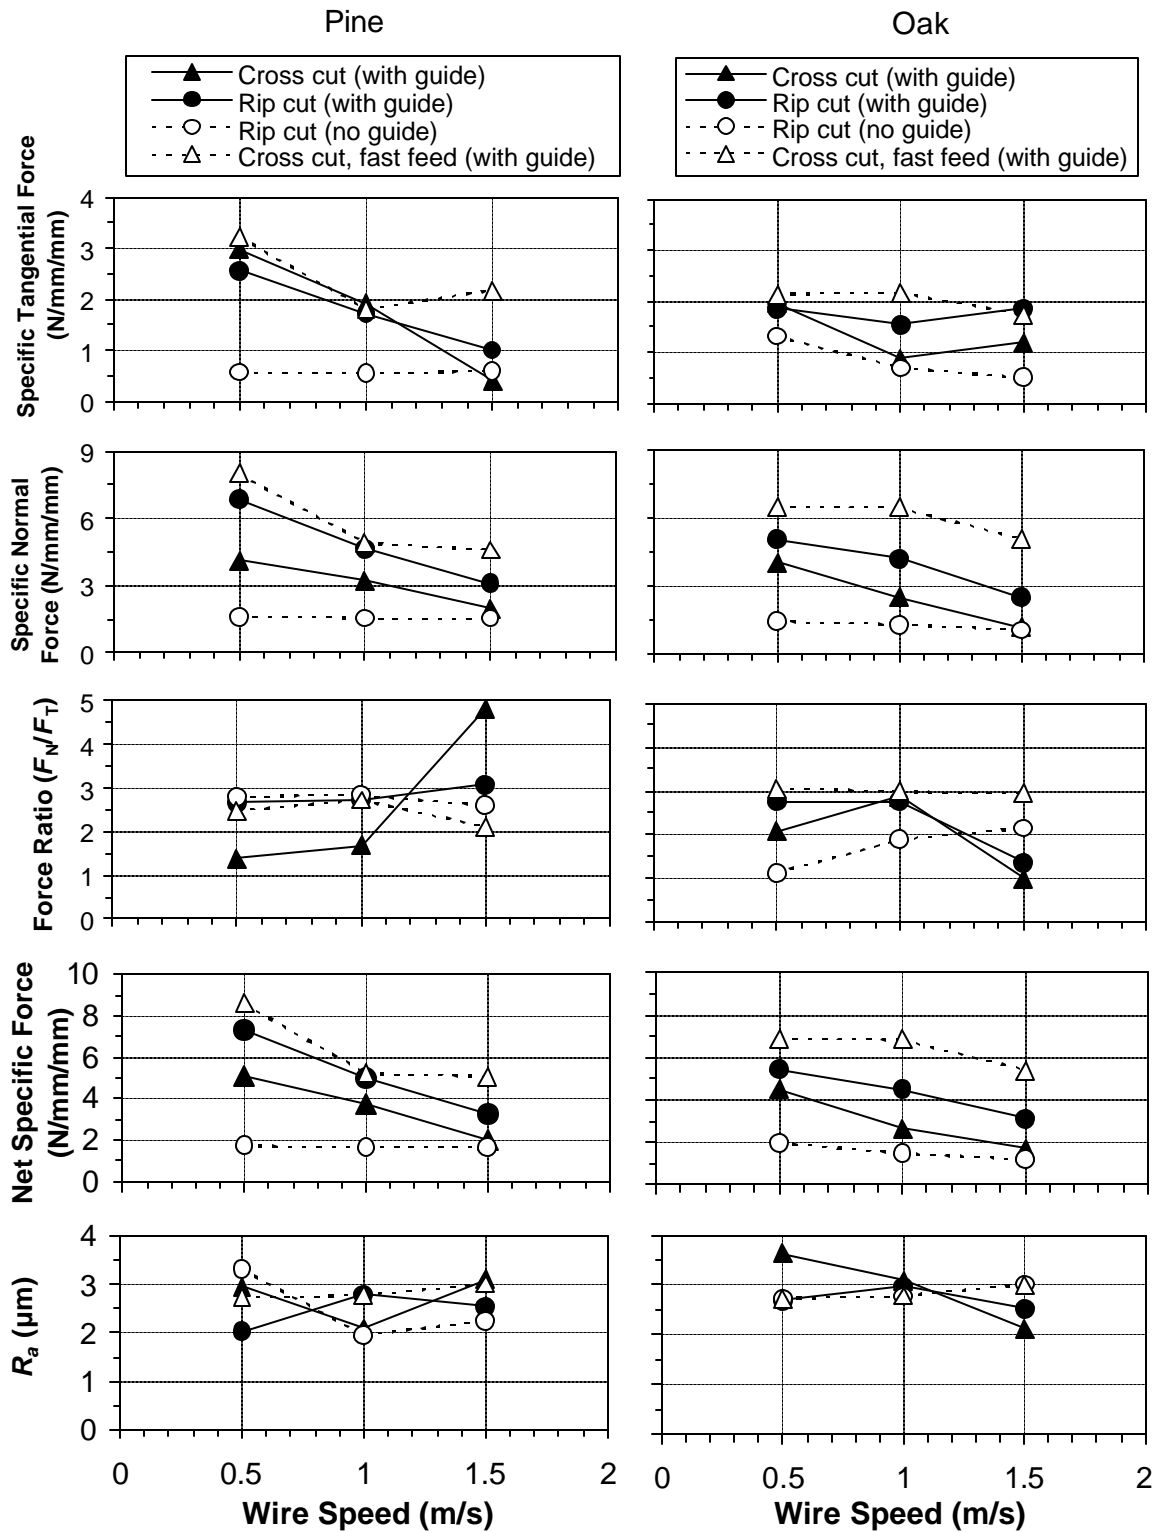 Pine
Oak
Cross cut (with guide)
Rip cut (with guide)
Rip cut (no guide)
Cross cut, fast feed (with guide)
Cross cut (with guide)
Rip cut (with guide)
Rip cut (no guide)
Cross cut, fast feed (with guide)
Specific Tangential Force
(N/mm/mm)
4
3
2
1
0
Specific Normal
Force (N/mm/mm)
9
6
3
0
Force Ratio (F_N/F_T)
5
4
3
2
1
0
Net Specific Force
(N/mm/mm)
10
8
6
4
2
0
R_a (µm)
4
3
2
1
0
0 0.5 1 1.5 2
Wire Speed (m/s)
0 0.5 1 1.5 2
Wire Speed (m/s)